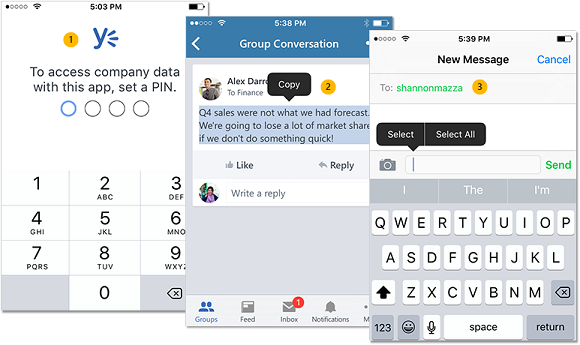 5:03 PM
1
To access company data
with this app, set a PIN.
1
2
ABC
3
DEF
4
GHI
5
JKL
6
7
PQRS
8
TUV
9
WXYZ
0
5:38 PM
Group Conversation
Alex Darro
To Finance
2
Copy
Q4 sales were not what we had forecast.
We're going to lose a lot of market share
if we don't do something quick!
Like
Reply
Write a reply
1
Groups
Feed
Inbox
Notifications
M
5:39 PM
New Message
Cancel
To: shannonmazza
3
Select
Select All
Send
I
The
I'm
Q W E R T Y U I O P
A S D F G H J K L
Z X C V B N M
123
space
return